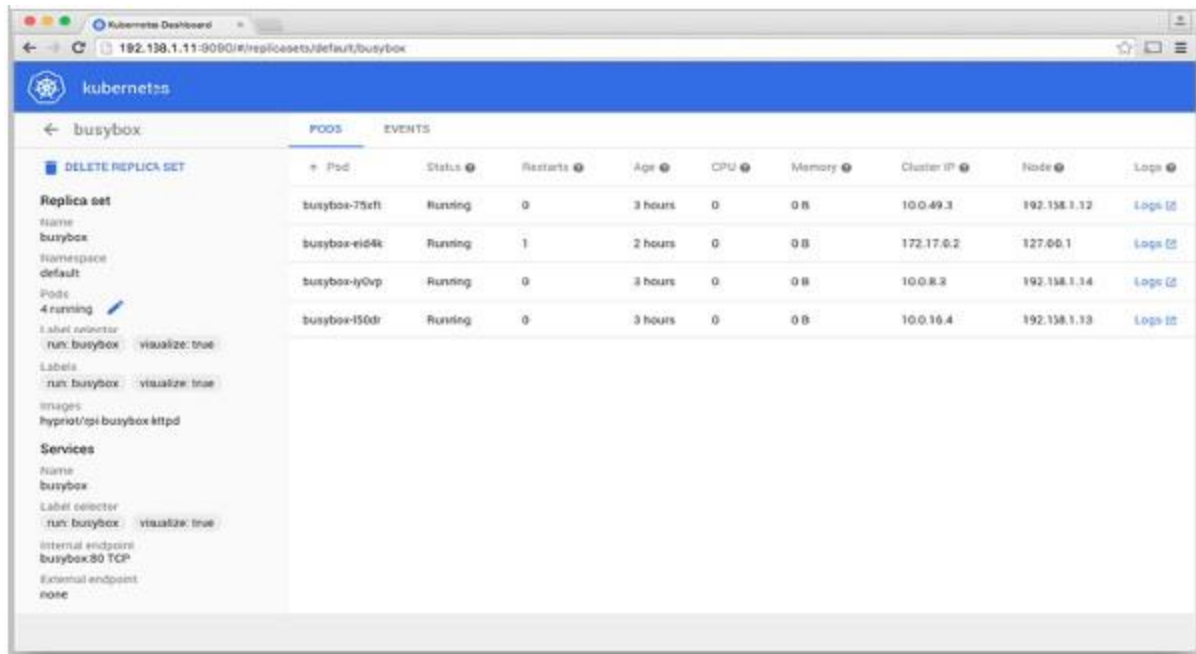 Kubernetes Dashboard
192.138.1.11:9090/#/replicasets/default/busybox
kubernetes
busybox
PODS EVENTS
DELETE REPLICA SET
Pod Status Restarts Age CPU Memory Cluster IP Node Logs
busybox-75xft Running 0 3 hours 0 0 B 10.0.49.3 192.158.1.12 Logs
busybox-eid4k Running 1 2 hours 0 0 B 172.17.0.2 127.00.1 Logs
busybox-iy0vp Running 0 3 hours 0 0 B 10.0.8.3 192.158.1.14 Logs
busybox-l50dr Running 0 3 hours 0 0 B 10.0.16.4 192.158.1.13 Logs
Replica set
Name
busybox
Namespace
default
Pods
4 running
Label selector
run: busybox visualize: true
Labels
run: busybox visualize: true
Images
hypriot/rpi-busybox-httpd
Services
Name
busybox
Label selector
run: busybox visualize: true
Internal endpoint
busybox:80 TCP
External endpoint
none